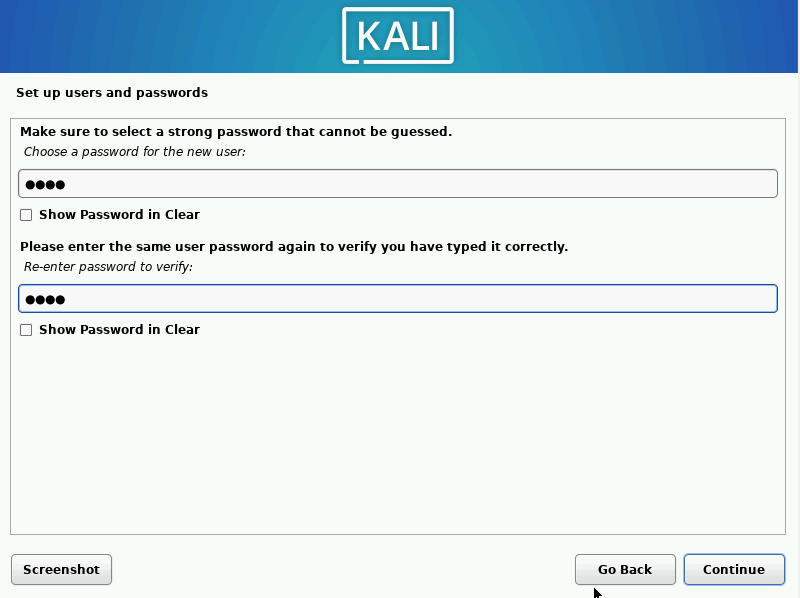 KALI
Set up users and passwords
Make sure to select a strong password that cannot be guessed.
Choose a password for the new user:
●●●●
Show Password in Clear
Please enter the same user password again to verify you have typed it correctly.
Re-enter password to verify:
●●●●
Show Password in Clear
Screenshot
Go Back
Continue